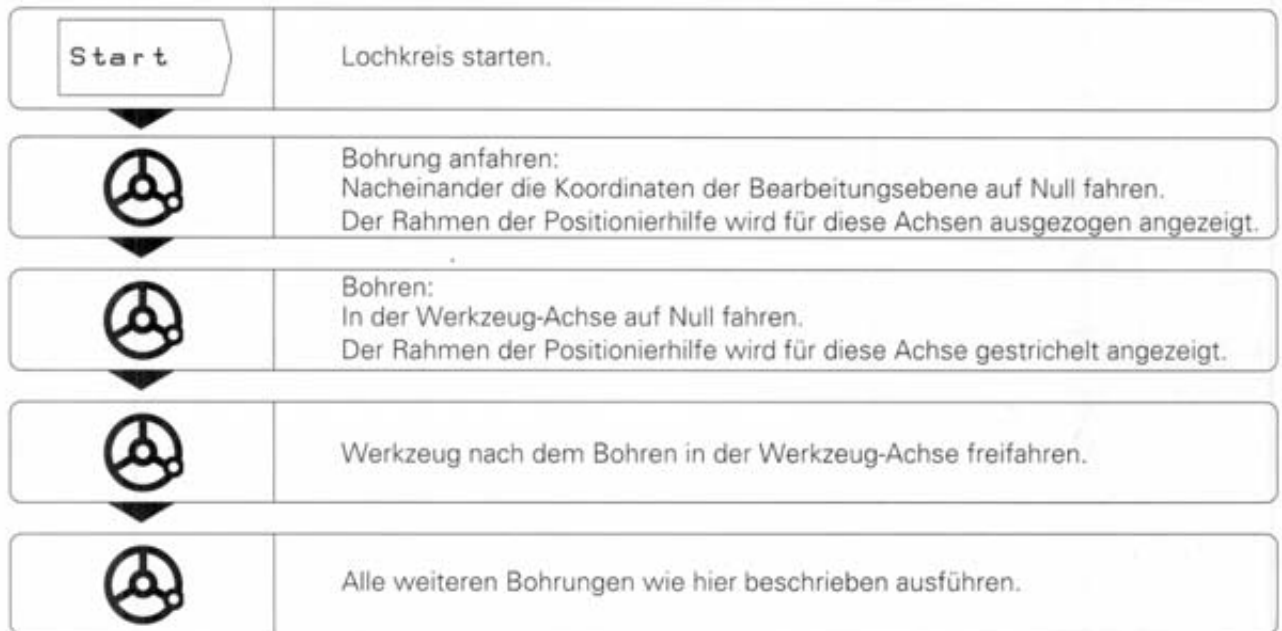 Start
Lochkreis starten.
Bohrung anfahren:
Nacheinander die Koordinaten der Bearbeitungsebene auf Null fahren.
Der Rahmen der Positionierhilfe wird für diese Achsen ausgezogen angezeigt.
Bohren:
In der Werkzeug-Achse auf Null fahren.
Der Rahmen der Positionierhilfe wird für diese Achse gestrichelt angezeigt.
Werkzeug nach dem Bohren in der Werkzeug-Achse freifahren.
Alle weiteren Bohrungen wie hier beschrieben ausführen.